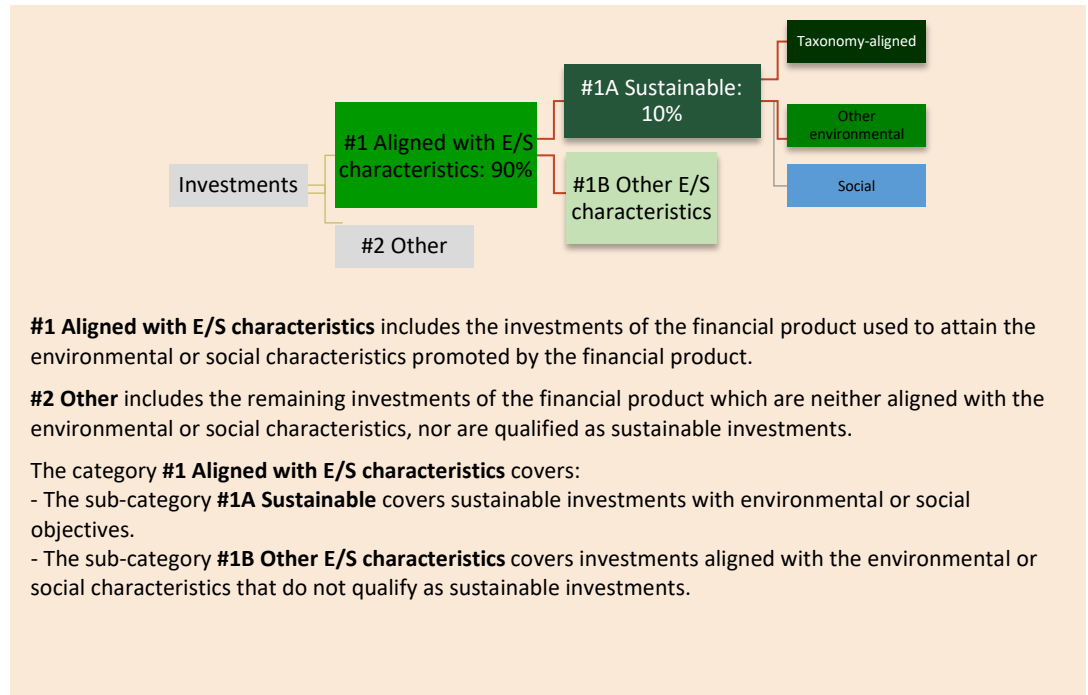 Taxonomy-aligned
#1A Sustainable:
10%
Other
environmental
#1 Aligned with E/S
characteristics: 90%
Investments
#1B Other E/S
characteristics
Social
#2 Other
#1 Aligned with E/S characteristics includes the investments of the financial product used to attain the
environmental or social characteristics promoted by the financial product.
#2 Other includes the remaining investments of the financial product which are neither aligned with the
environmental or social characteristics, nor are qualified as sustainable investments.
The category #1 Aligned with E/S characteristics covers:
- The sub-category #1A Sustainable covers sustainable investments with environmental or social
objectives.
- The sub-category #1B Other E/S characteristics covers investments aligned with the environmental or
social characteristics that do not qualify as sustainable investments.